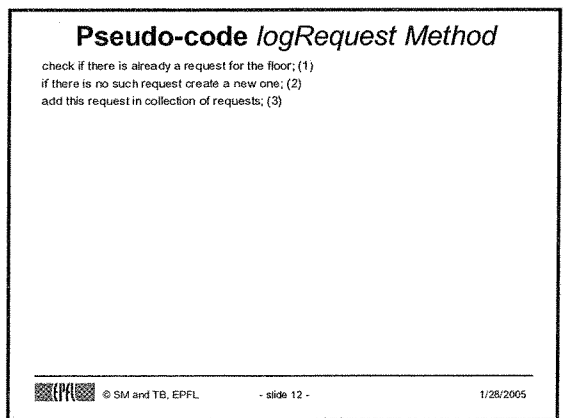 Pseudo-code logRequest Method
check if there is already a request for the floor; (1)
if there is no such request create a new one; (2)
add this request in collection of requests; (3)
EPFL © SM and TB, EPFL - slide 12 - 1/28/2005